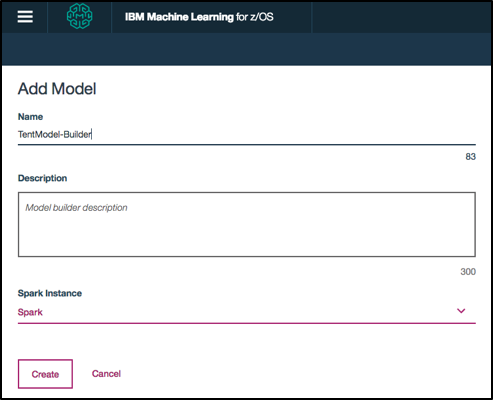 IBM Machine Learning for z/OS
Add Model
Name
TentModel-Builder
83
Description
Model builder description
300
Spark Instance
Spark
Create Cancel